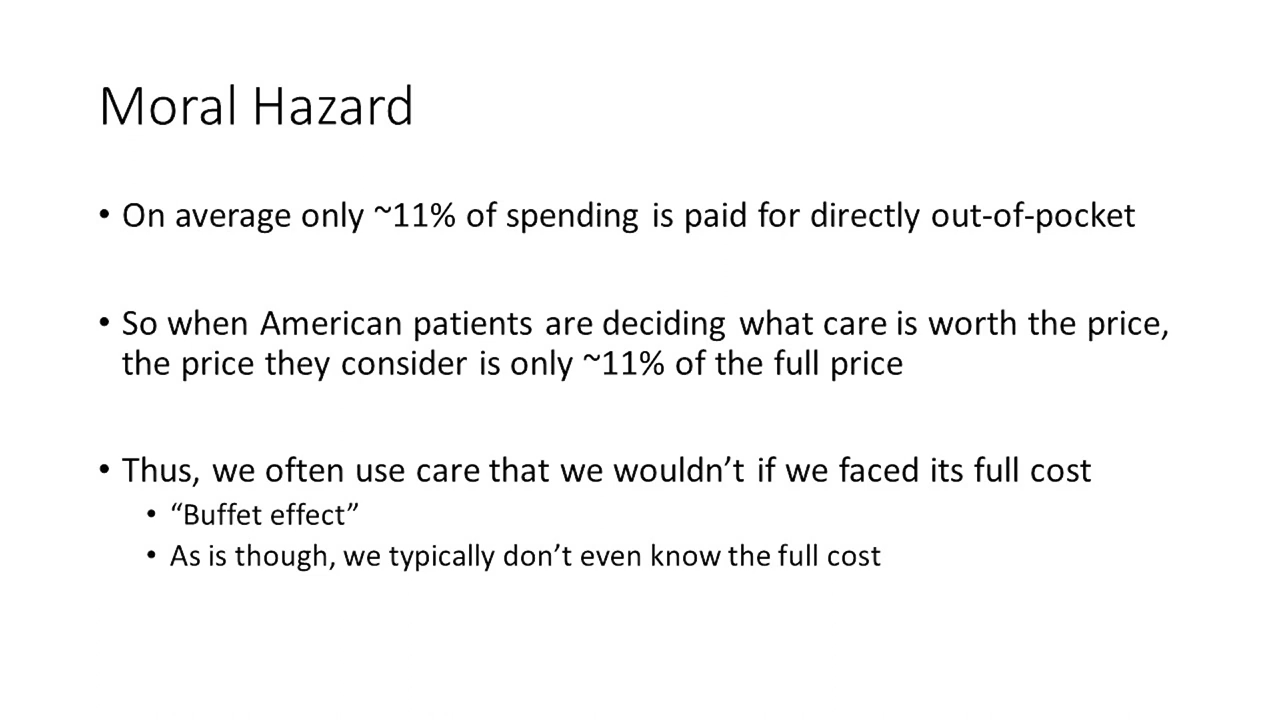 Moral Hazard
• On average only ~11% of spending is paid for directly out-of-pocket
• So when American patients are deciding what care is worth the price,
the price they consider is only ~11% of the full price
• Thus, we often use care that we wouldn’t if we faced its full cost
• “Buffet effect”
• As is though, we typically don’t even know the full cost